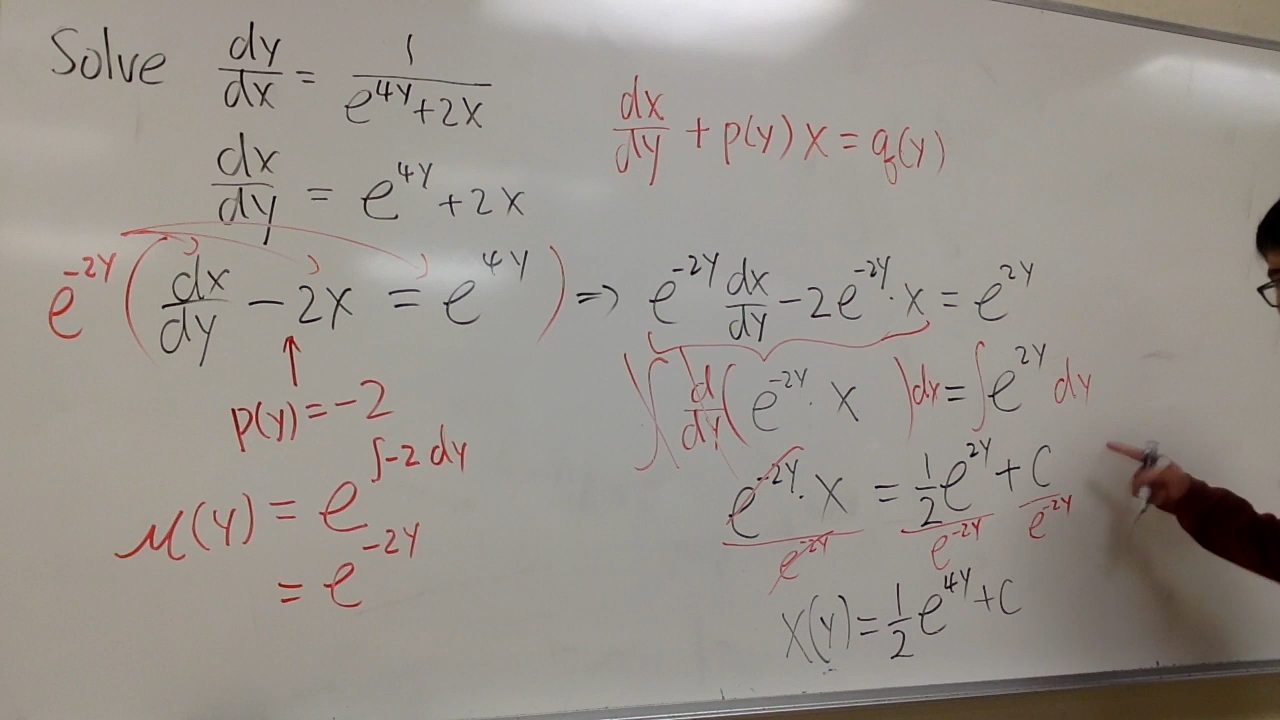 Solve dy/dx = 1/(e^{4y}+2x)
dx/dy + p(y) x = q(y)
dx/dy = e^{4y} + 2x
e^{-2y} ( dx/dy - 2x = e^{4y} ) => e^{-2y} dx/dy - 2e^{-2y} · x = e^{2y}
∫ d/dy ( e^{-2y} · x ) dx = ∫ e^{2y} dy
p(y) = -2
μ(y) = e^{∫-2 dy}
= e^{-2y}
e^{-2y} · x / e^{-2y} = 1/2 e^{2y} / e^{-2y} + C / e^{-2y}
x(y) = 1/2 e^{4y} + C